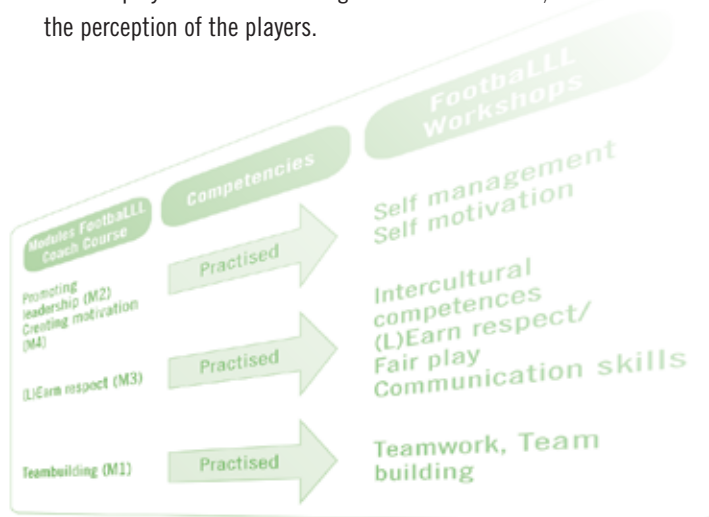 the perception of the players.
Modules FootbaLLL
Coach Course
Competencies
FootbaLLL
Workshops
Promoting
leadership (M2)
Creating motivation
(M4)
Practised
Self management
Self motivation
(L)Earn respect (M3)
Practised
Intercultural
competences
(L)Earn respect/
Fair play
Communication skills
Teambuilding (M1)
Practised
Teamwork, Team
building